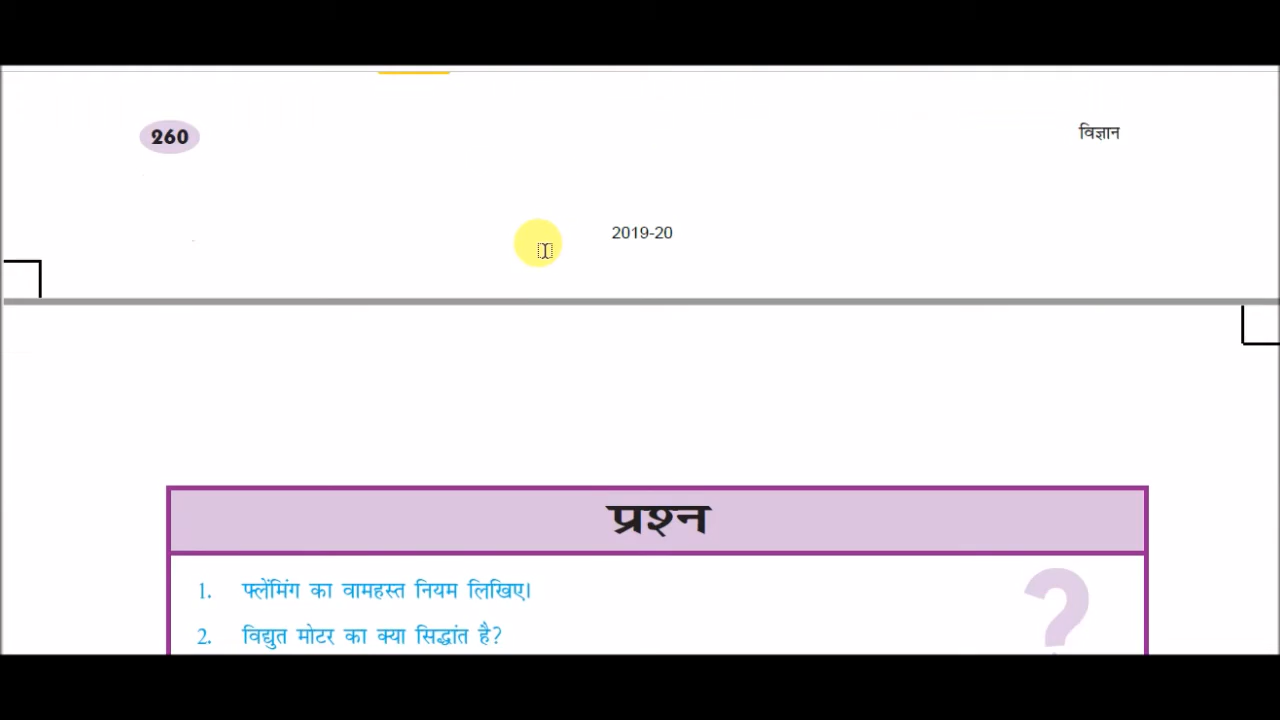 260
विज्ञान
2019-20
प्रश्न
1. फ्लेमिंग का वामहस्त नियम लिखिए।
2. विद्युत मोटर का क्या सिद्धांत है?
?